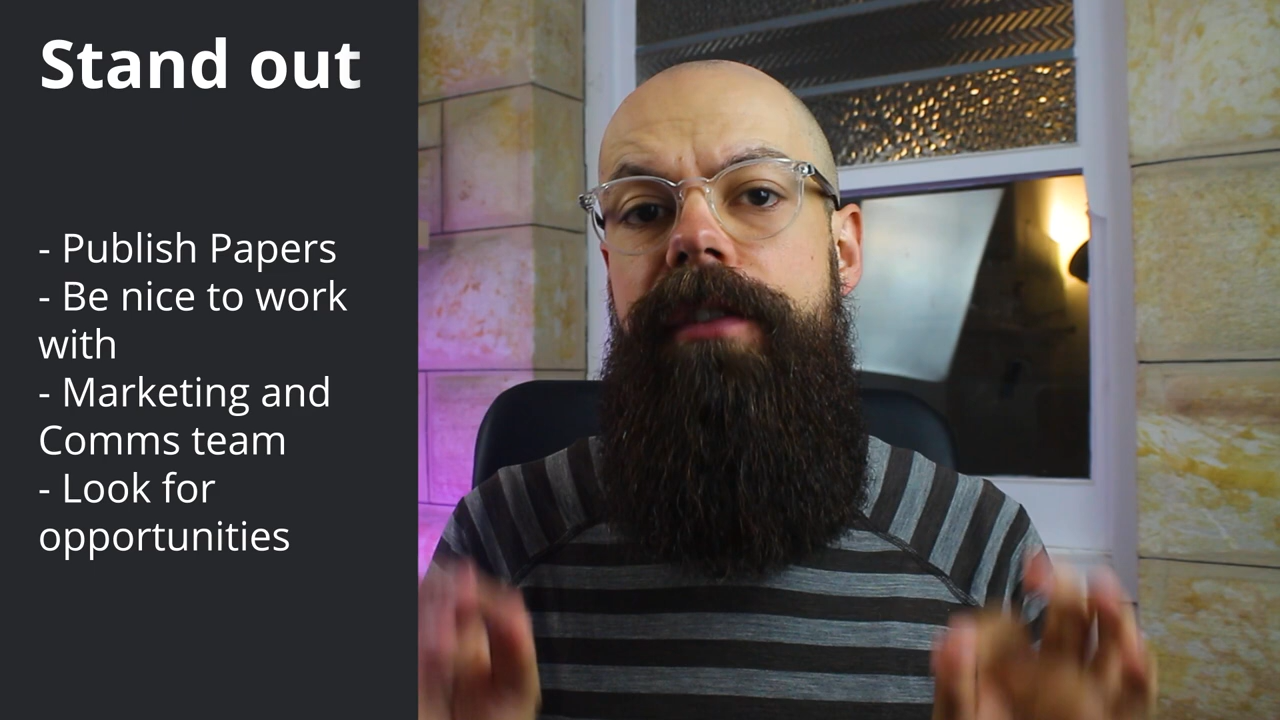 Stand out
- Publish Papers
- Be nice to work
with
- Marketing and
Comms team
- Look for
opportunities